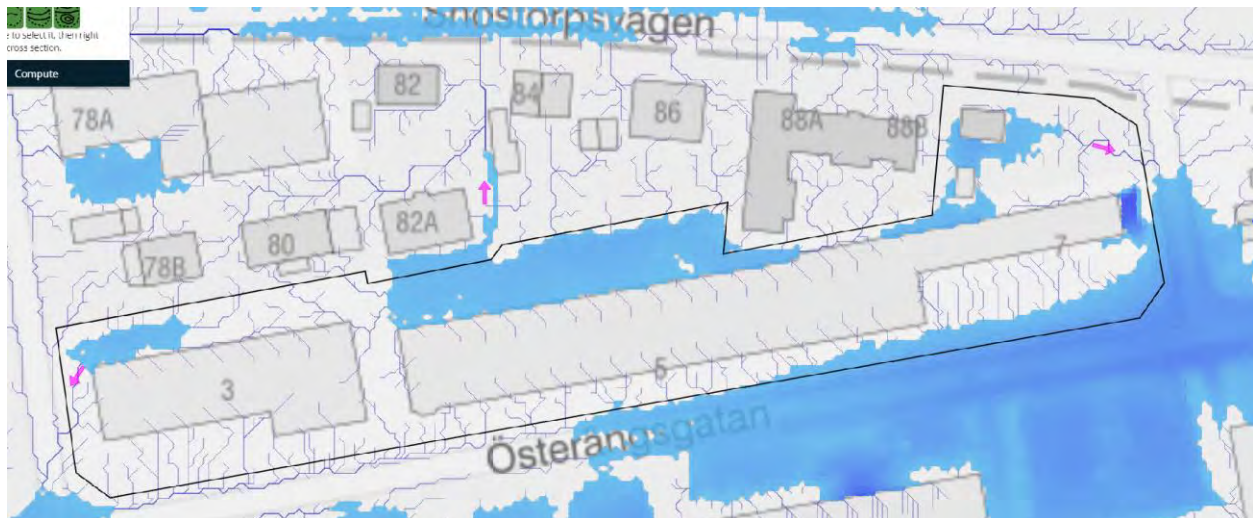 e to select it, then right
cross section.
Compute
Snöstorpsvägen
82
84
86
78A
88A
88B
82A
80
78B
7
5
3
Österängsgatan